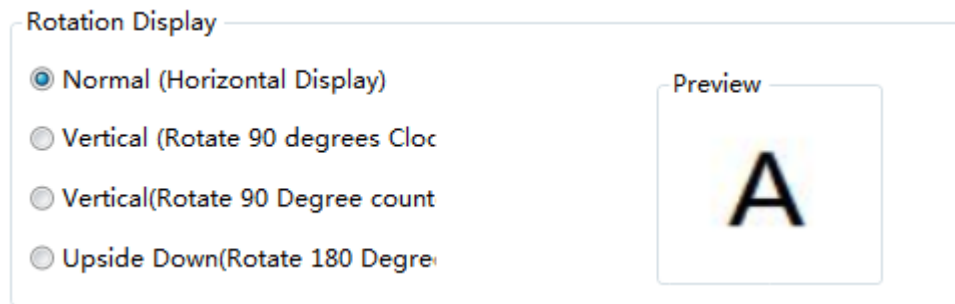 Rotation Display
Normal (Horizontal Display)
Preview
Vertical (Rotate 90 degrees Cloc
A
Vertical(Rotate 90 Degree count
Upside Down(Rotate 180 Degre